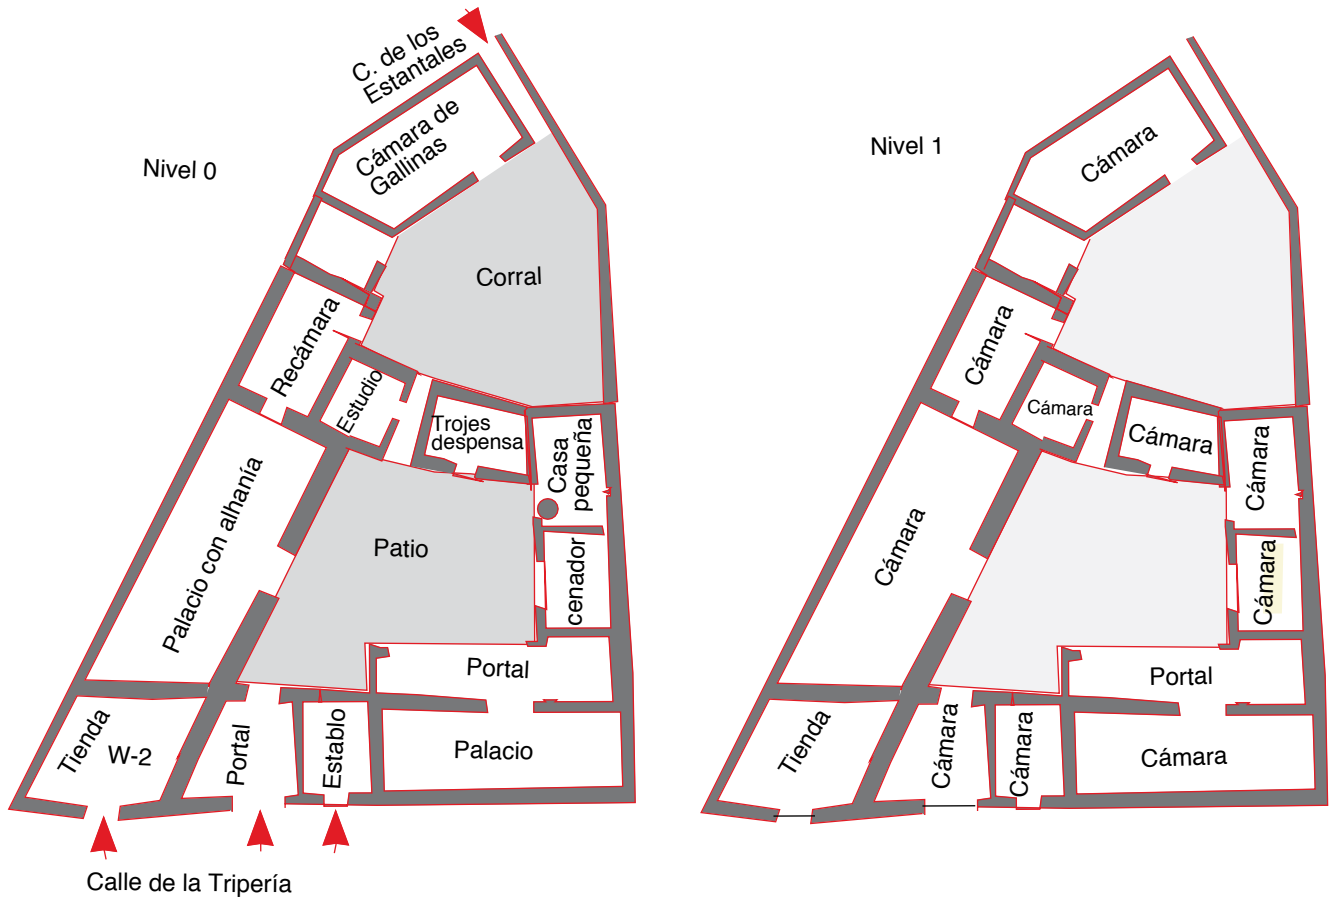 C. de los
Estantales
Nivel 0
Cámara de
Gallinas
Corral
Recámara
Estudio
Trojes
despensa
Casa
pequeña
Palacio con alhanía
Patio
cenador
Portal
Tienda
W-2
Portal
Establo
Palacio
Calle de la Tripería
Nivel 1
Cámara
Cámara
Cámara
Cámara
Cámara
Cámara
Cámara
Portal
Tienda
Cámara
Cámara
Cámara